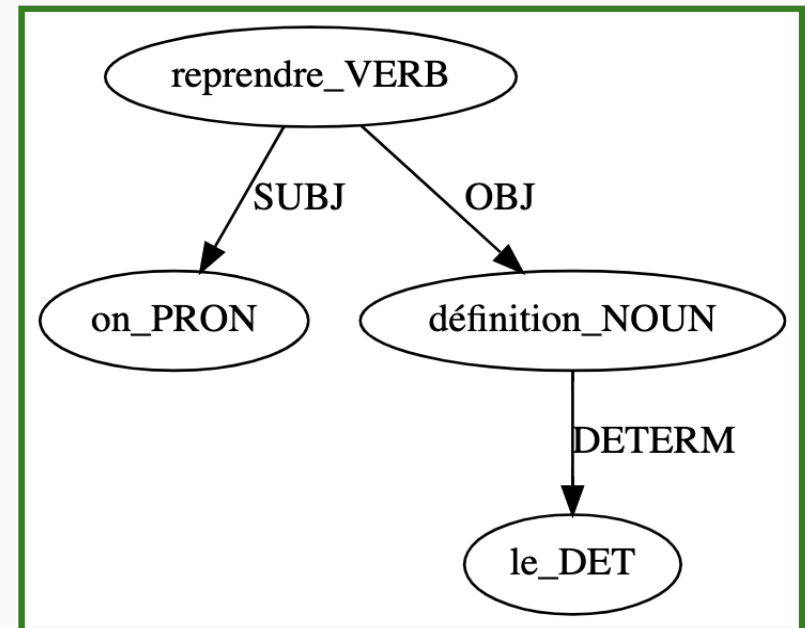 reprendre_VERB
SUBJ
OBJ
on_PRON
définition_NOUN
DETERM
le_DET